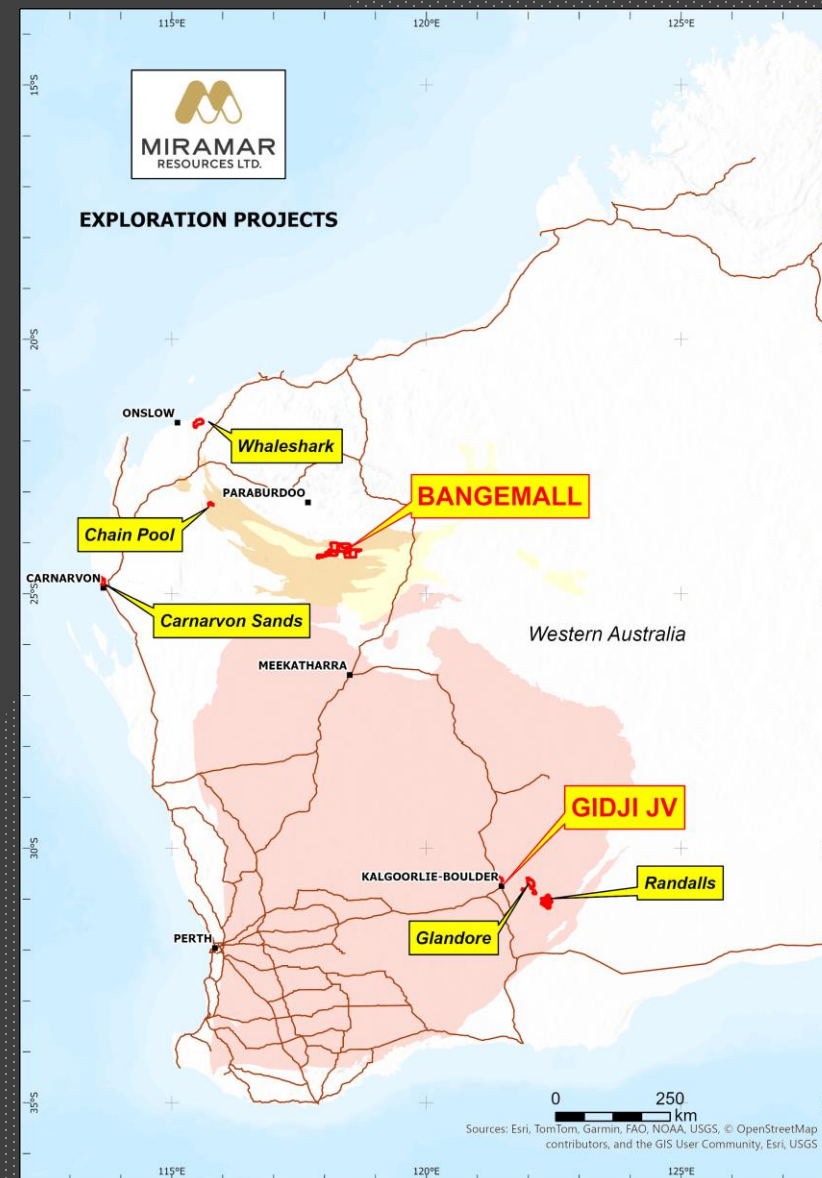 115°E
120°E
125°E
15°S
MIRAMAR
RESOURCES LTD.
EXPLORATION PROJECTS
20°S
ONSLOW
Whaleshark
PARABURDOO
BANGEMALL
Chain Pool
CARNARVON
25°S
Carnarvon Sands
Western Australia
MEEKATHARRA
GIDJI JV
30°S
KALGOORLIE-BOULDER
Randalls
PERTH
Glandore
35°S
0 250
km
Sources: Esri, TomTom, Garmin, FAO, NOAA, USGS, © OpenStreetMap
contributors, and the GIS User Community, Esri, USGS
115°E
120°E
125°E